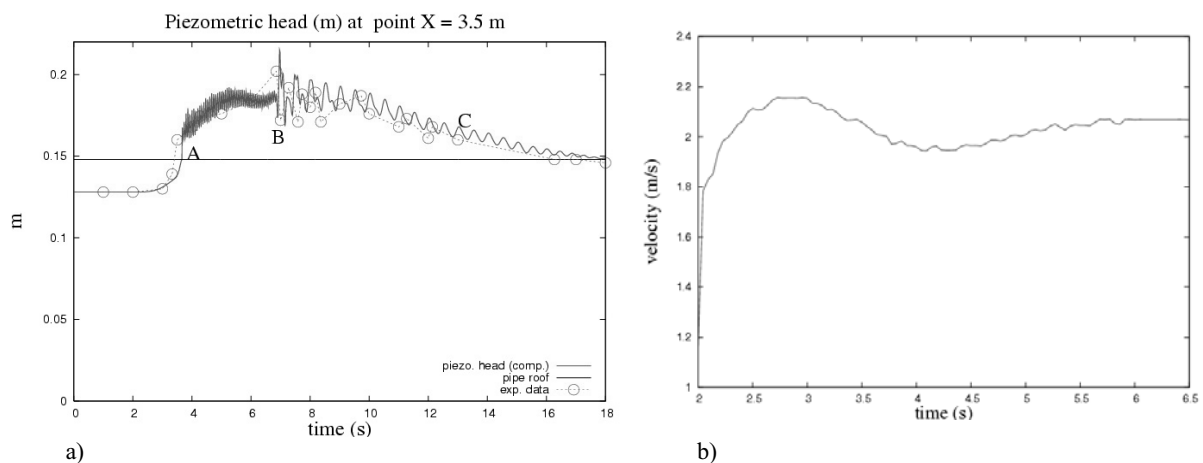 Piezometric head (m) at point X = 3.5 m
0.2
0.15
0.1
0.05
0
m
A
B
C
piezo. head (comp.)
pipe roof
exp. data
0 2 4 6 8 10 12 14 16 18
time (s)
a)
2.4
2.2
2
1.8
1.6
1.4
1.2
1
velocity (m/s)
2 2.5 3 3.5 4 4.5 5 5.5 6 6.5
time (s)
b)